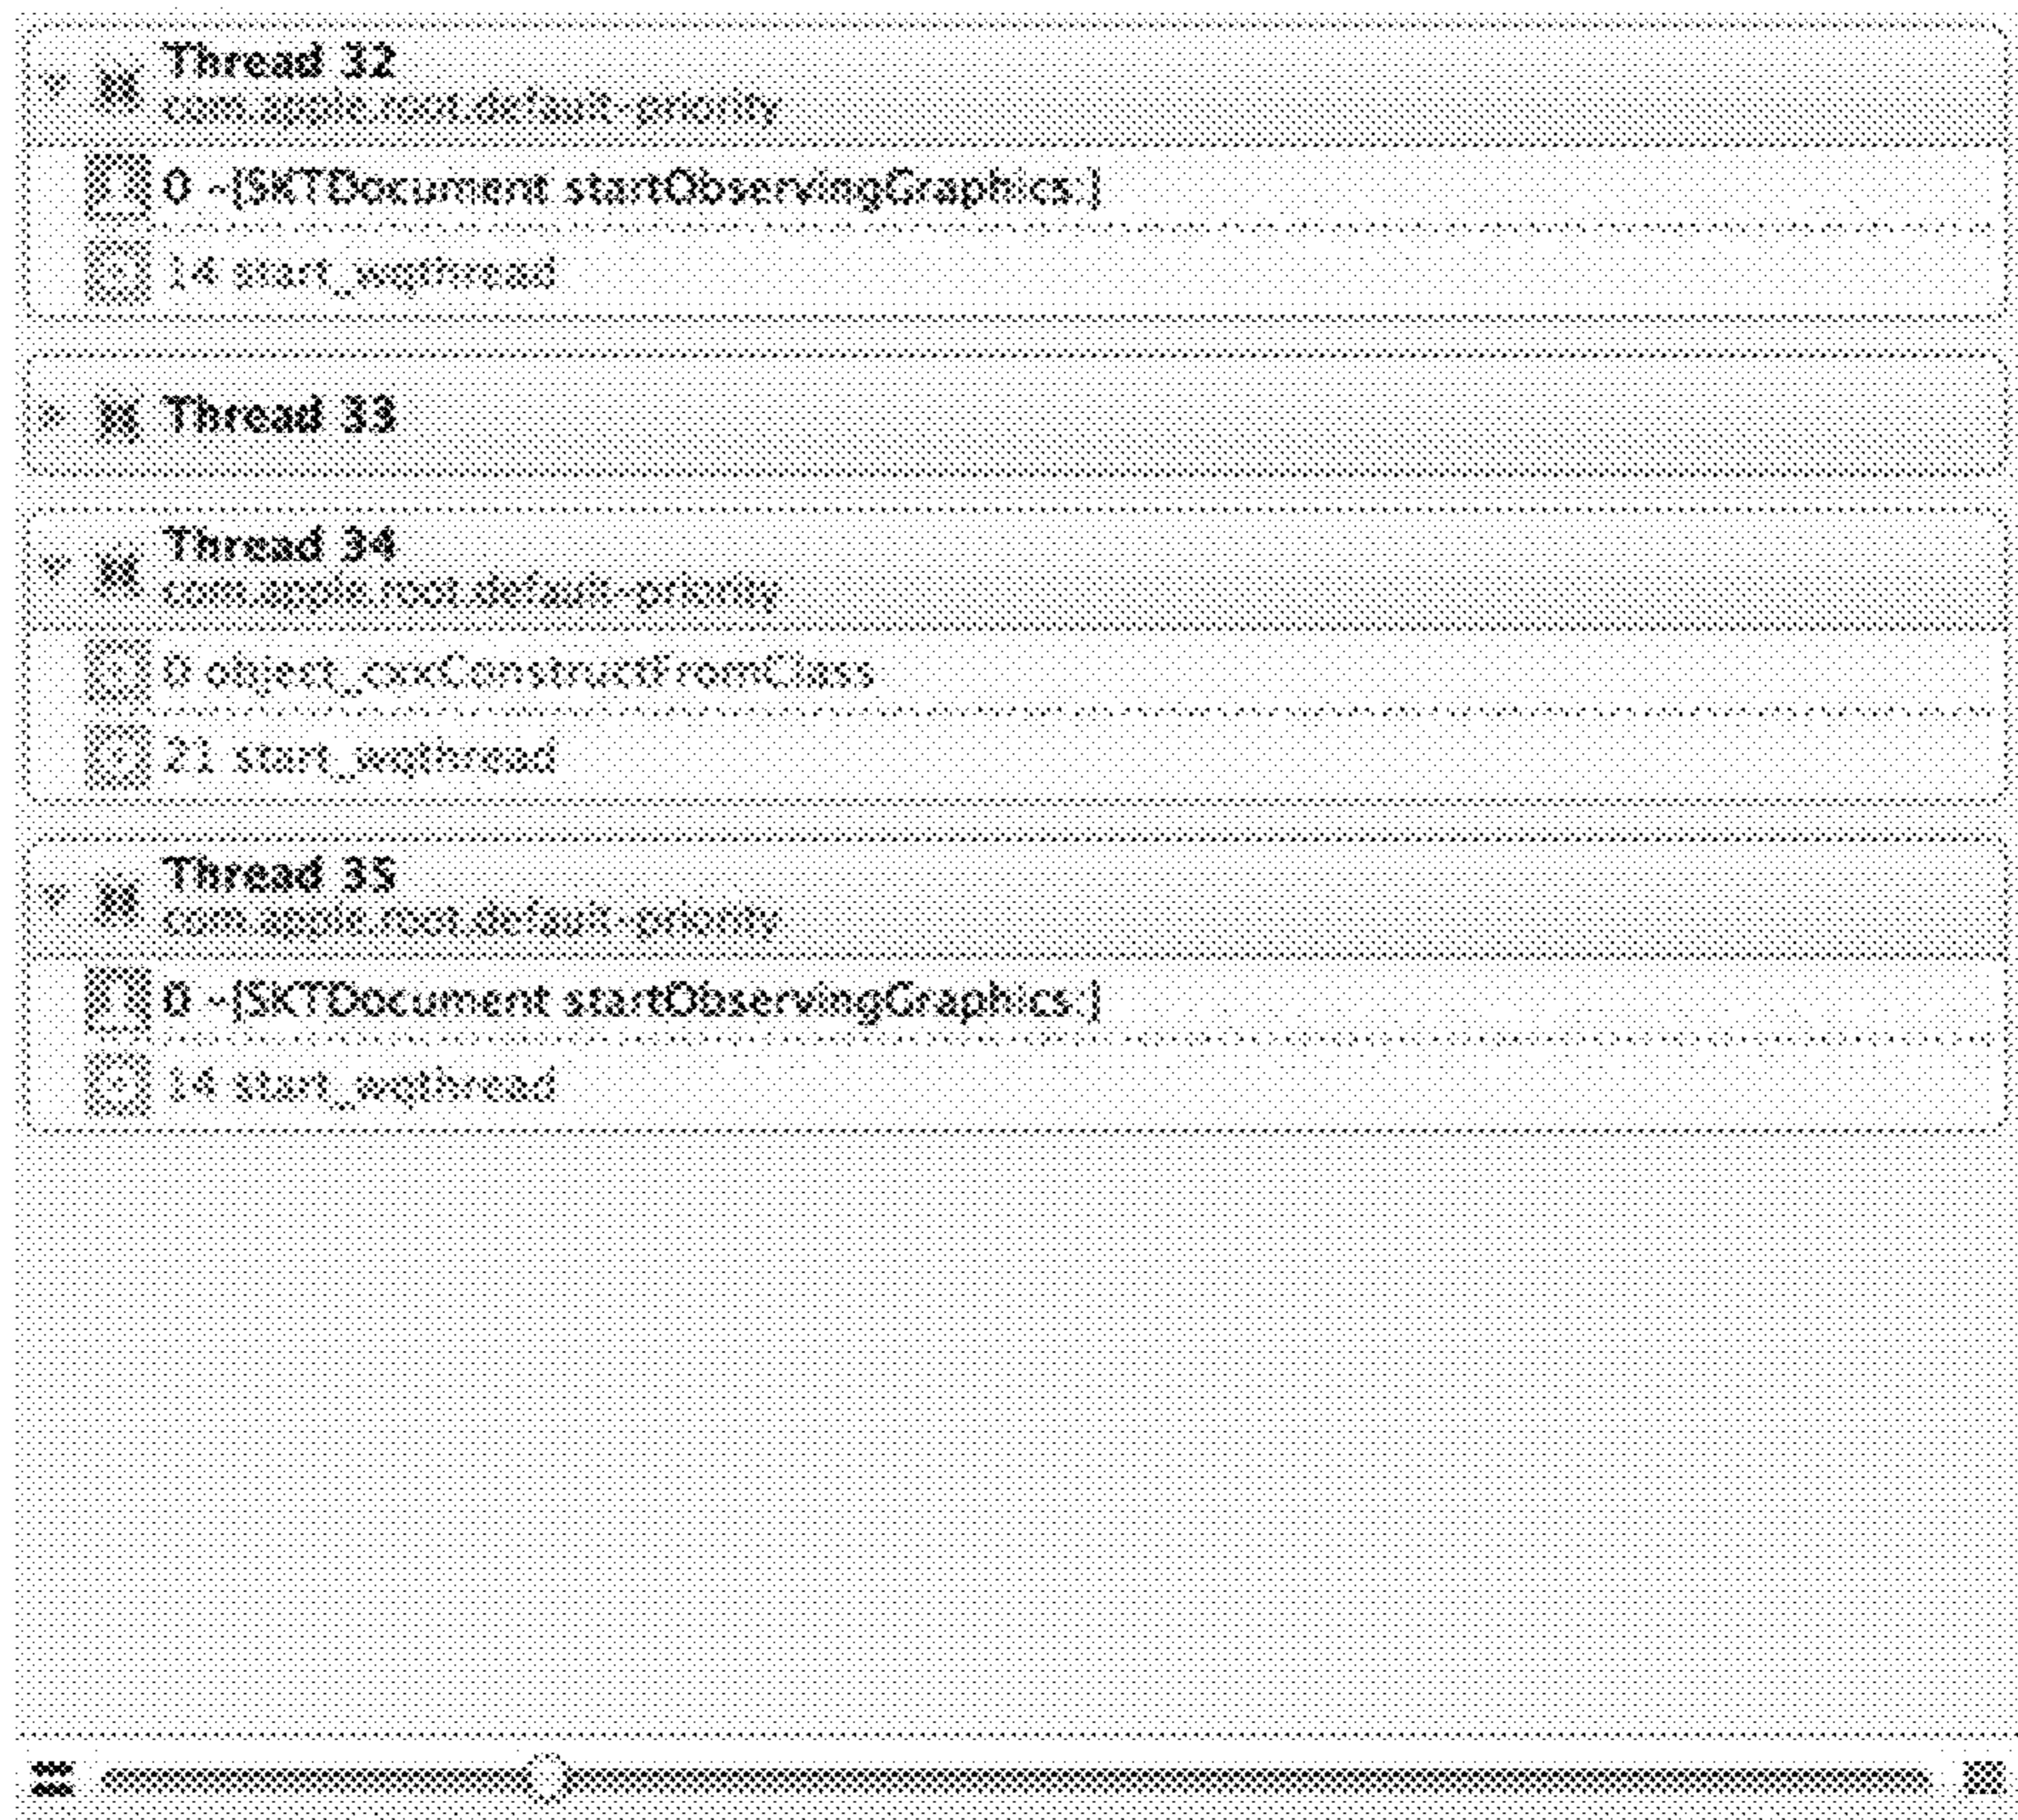 Thread 32
com.apple.root.default-priority
0 -[SKTDocument startObservingGraphics:]
14 start_wqthread
Thread 33
Thread 34
com.apple.root.default-priority
0 object_cxxConstructFromClass
21 start_wqthread
Thread 35
com.apple.root.default-priority
0 -[SKTDocument startObservingGraphics:]
14 start_wqthread